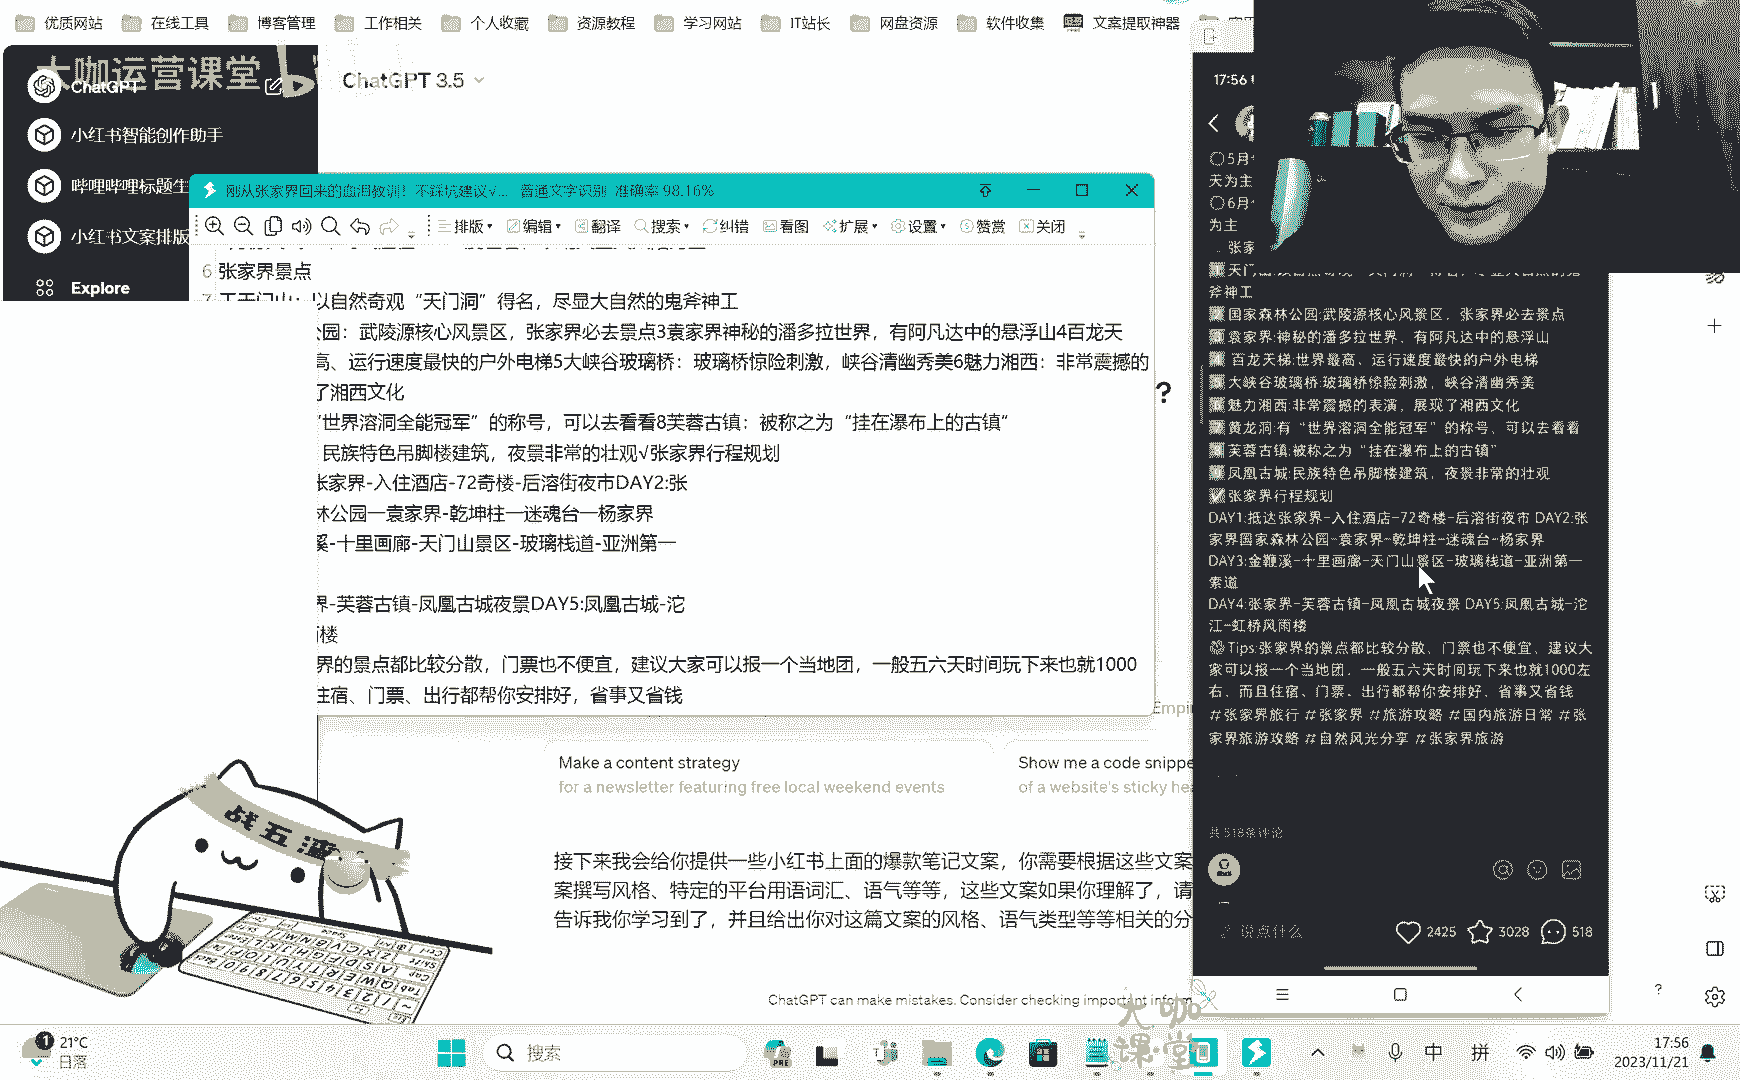 优质网站
在线工具
博客管理
工作相关
个人收藏
资源教程
学习网站
IT站长
网盘资源
软件收集
文案提取神器
大咖运营课堂
ChatGPT
小红书智能创作助手
哔哩哔哩标题生
小红书文案排版
Explore
ChatGPT 3.5
刚从张家界回来的血泪教训！不踩坑建议√... 普通文字识别 准确率 98.16%
排版
编辑
翻译
搜索
纠错
看图
扩展
设置
赞赏
关闭
6 张家界景点
7
以自然奇观“天门洞”得名，尽显大自然的鬼斧神工
公园：武陵源核心风景区，张家界必去景点3袁家界神秘的潘多拉世界，有阿凡达中的悬浮山4百龙天
高、运行速度最快的户外电梯5大峡谷玻璃桥：玻璃桥惊险刺激，峡谷清幽秀美6魅力湘西：非常震撼的
了湘西文化
“世界溶洞全能冠军”的称号，可以去看看8芙蓉古镇：被称之为“挂在瀑布上的古镇”
民族特色吊脚楼建筑，夜景非常的壮观√张家界行程规划
张家界-入住酒店-72奇楼-后溶街夜市DAY2:张
林公园一袁家界-乾坤柱一迷魂台一杨家界
溪-十里画廊-天门山景区-玻璃栈道-亚洲第一
界-芙蓉古镇-凤凰古城夜景DAY5:凤凰古城-沱
雨楼
界的景点都比较分散，门票也不便宜，建议大家可以报一个当地团，一般五六天时间玩下来也就1000
住宿、门票、出行都帮你安排好，省事又省钱
?
Make a content strategy
for a newsletter featuring free local weekend events
Show me a code snippe
of a website's sticky he
接下来我会给你提供一些小红书上面的爆款笔记文案，你需要根据这些文案
案撰写风格、特定的平台用语词汇、语气等等，这些文案如果你理解了，请
告诉我你学习到了，并且给出你对这篇文案的风格、语气类型等等相关的分
ChatGPT can make mistakes. Consider checking important inform
17:56
5月
天为主
6月
为主
张家
斧神工
国家森林公园:武陵源核心风景区，张家界必去景点
袁家界:神秘的潘多拉世界，有阿凡达中的悬浮山
百龙天梯:世界最高、运行速度最快的户外电梯
大峡谷玻璃桥:玻璃桥惊险刺激，峡谷清幽秀美
魅力湘西:非常震撼的表演，展现了湘西文化
黄龙洞:有“世界溶洞全能冠军”的称号，可以去看看
芙蓉古镇:被称之为“挂在瀑布上的古镇”
凤凰古城:民族特色吊脚楼建筑，夜景非常的壮观
张家界行程规划
DAY1:抵达张家界-入住酒店-72奇楼-后溶街夜市 DAY2:张
家界国家森林公园-袁家界-乾坤柱-迷魂台-杨家界
DAY3:金鞭溪-十里画廊-天门山景区-玻璃栈道-亚洲第一
索道
DAY4:张家界-芙蓉古镇-凤凰古城夜景 DAY5:凤凰古城-沱
江-虹桥风雨楼
Tips:张家界的景点都比较分散、门票也不便宜、建议大
家可以报一个当地团，一般五六天时间玩下来也就1000左
右、而且住宿、门票、出行都帮你安排好，省事又省钱
#张家界旅行 #张家界 #旅游攻略 #国内旅游日常 #张
家界旅游攻略 #自然风光分享 #张家界旅游
共 518条评论
说点什么
2425
3028
518
战五渣
大咖
课堂
1
21°C
日落
搜索
PRE
中
拼
17:56
2023/11/21